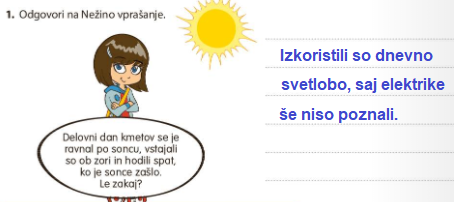 1. Odgovori na Nežino vprašanje.
Delovni dan kmetov se je
ravnal po soncu, vstajali
so ob zori in hodili spat,
ko je sonce zašlo.
Le zakaj?
Izkoristili so dnevno
svetlobo, saj elektrike
še niso poznali.